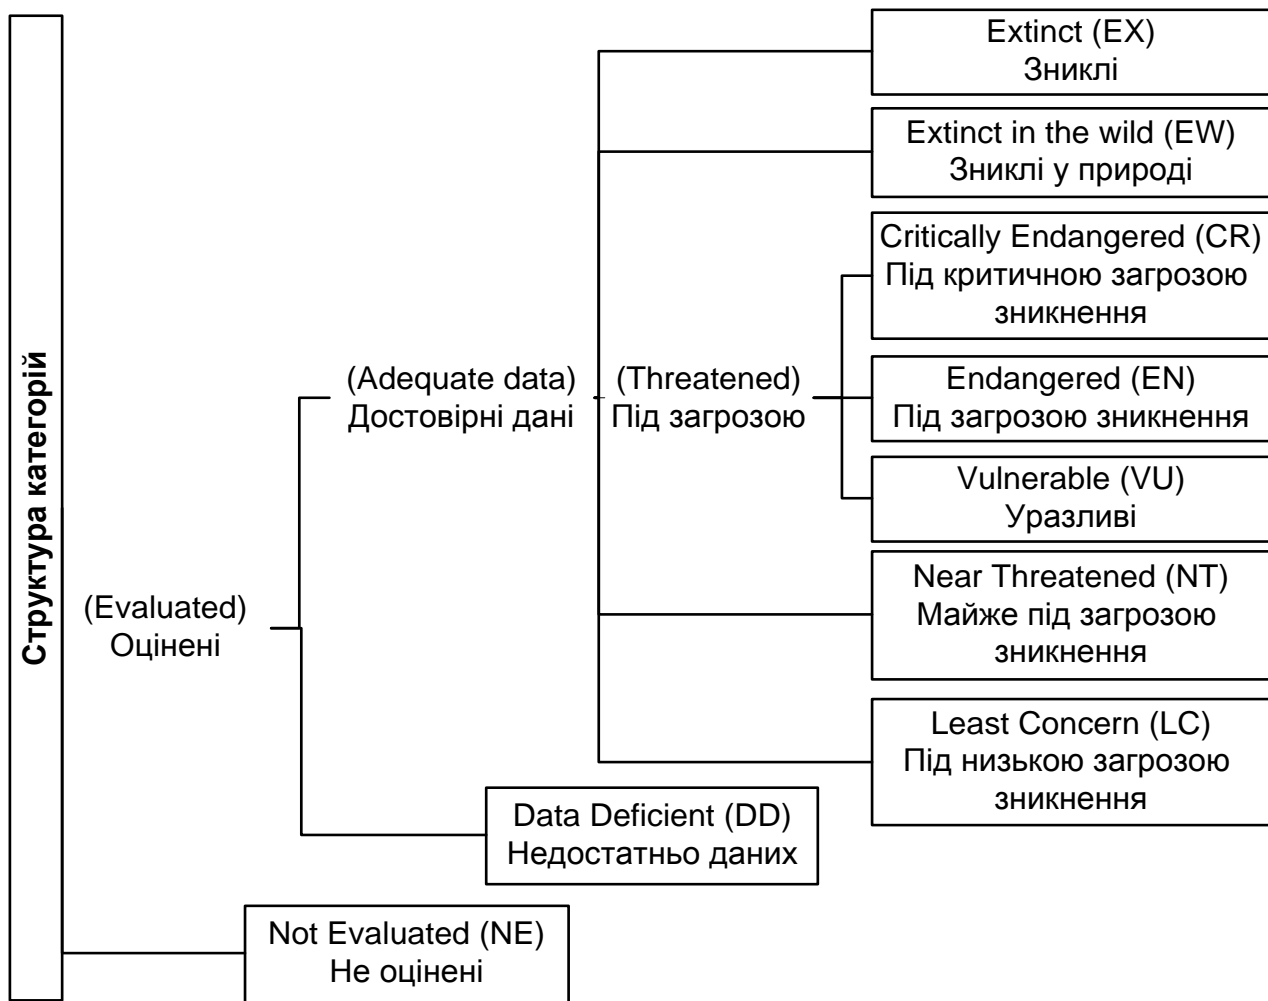 Структура категорій
(Evaluated)
Оцінені
(Adequate data)
Достовірні дані
(Threatened)
Під загрозою
Extinct (EX)
Зниклі
Extinct in the wild (EW)
Зниклі у природі
Critically Endangered (CR)
Під критичною загрозою
зникнення
Endangered (EN)
Під загрозою зникнення
Vulnerable (VU)
Уразливі
Near Threatened (NT)
Майже під загрозою
зникнення
Least Concern (LC)
Під низькою загрозою
зникнення
Data Deficient (DD)
Недостатньо даних
Not Evaluated (NE)
Не оцінені